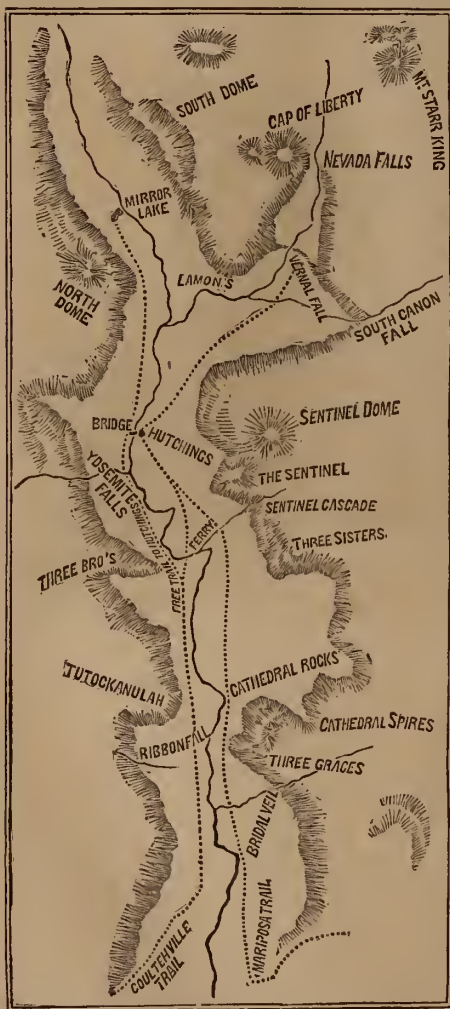 SOUTH DOME
CAP OF LIBERTY
MT. STARR KING
NEVADA FALLS
MIRROR
LAKE
LAMON'S
VERNAL FALL
NORTH
DOME
SOUTH CANON
FALL
BRIDGE
HUTCHINGS
SENTINEL DOME
YOSEMITE
FALLS
THE SENTINEL
SENTINEL CASCADE
FERRY.
THREE SISTERS.
THREE BRO'S
FREE TRAIL
CATHEDRAL ROCKS
TUTOCKANULAH
CATHEDRAL SPIRES
RIBBON FALL
THREE GRACES
BRIDAL VEIL
MARIPOSA TRAIL
COULTEHVILLE
TRAIL